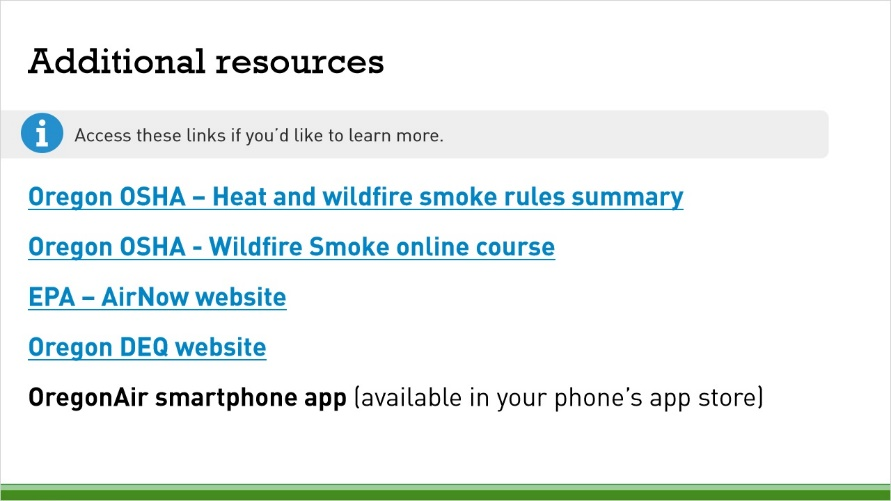 Additional resources
Access these links if you'd like to learn more.
Oregon OSHA – Heat and wildfire smoke rules summary
Oregon OSHA - Wildfire Smoke online course
EPA – AirNow website
Oregon DEQ website
OregonAir smartphone app (available in your phone's app store)